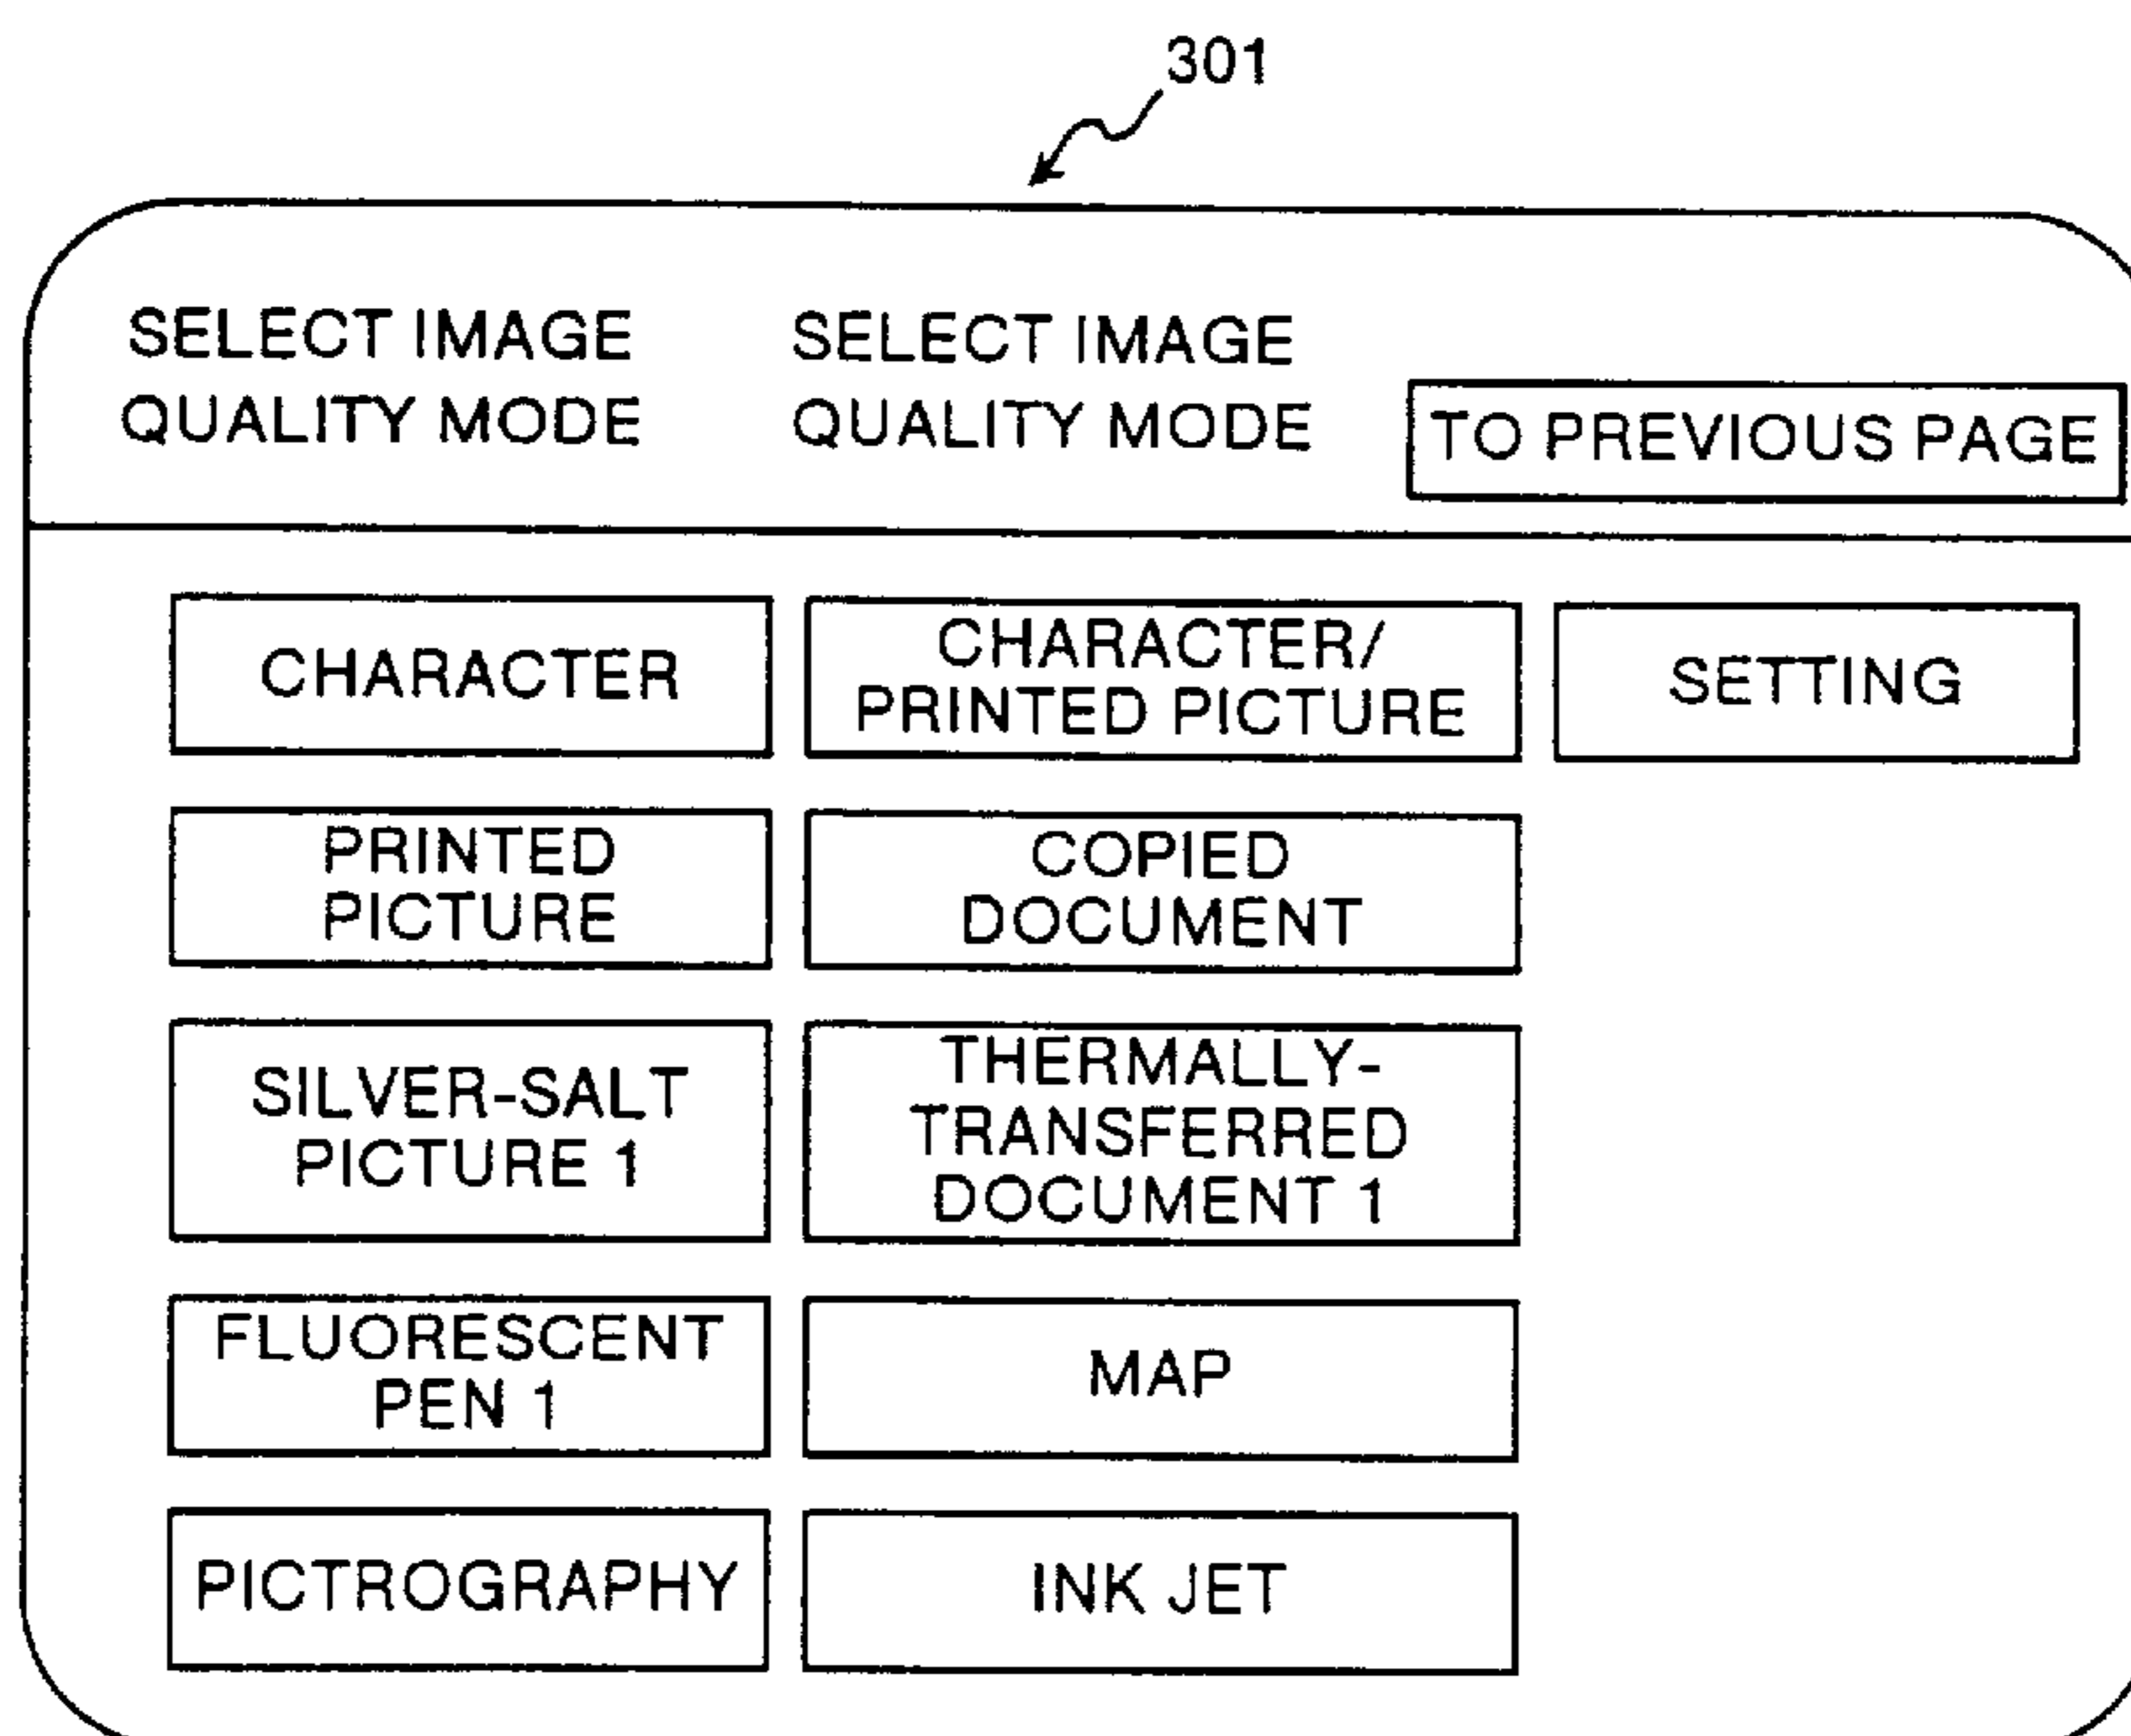 301
SELECT IMAGE
QUALITY MODE
SELECT IMAGE
QUALITY MODE
TO PREVIOUS PAGE
CHARACTER
CHARACTER/
PRINTED PICTURE
SETTING
PRINTED
PICTURE
COPIED
DOCUMENT
SILVER-SALT
PICTURE 1
THERMALLY-
TRANSFERRED
DOCUMENT 1
FLUORESCENT
PEN 1
MAP
PICTROGRAPHY
INK JET